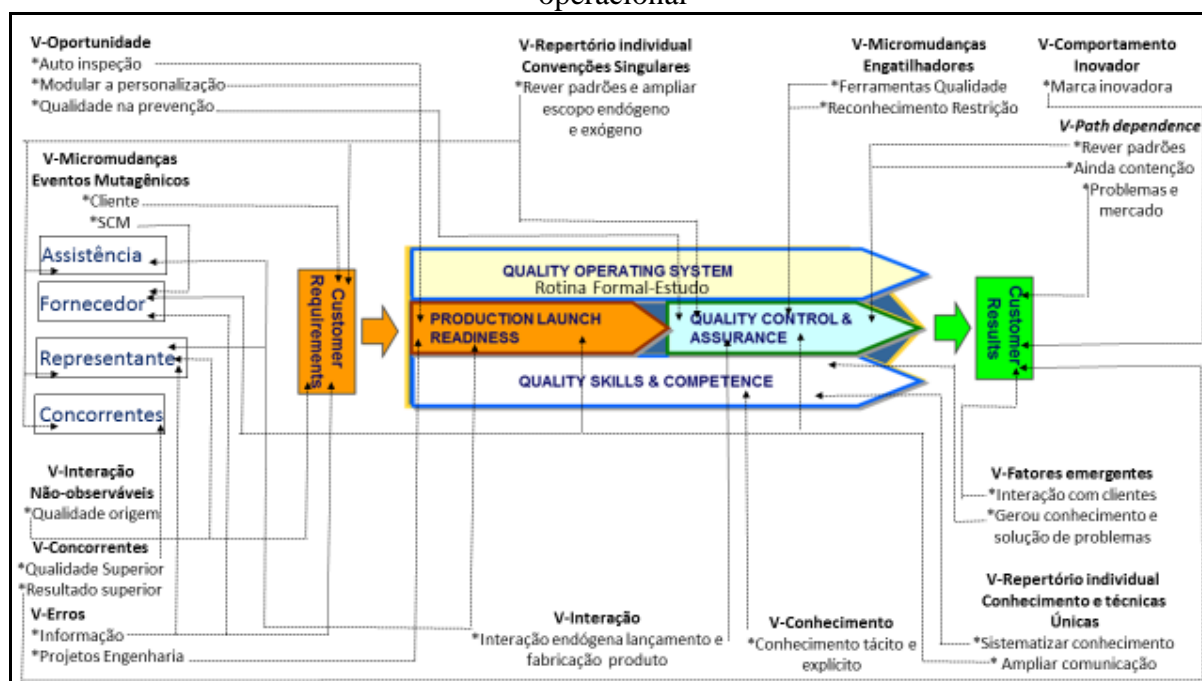 operacional
V-Oportunidade
*Auto inspeção
*Modular a personalização
*Qualidade na prevenção
V-Repertório individual
Convenções Singulares
*Rever padrões e ampliar
escopo endógeno
e exógeno
V-Micromudanças
Engatilhadores
*Ferramentas Qualidade
*Reconhecimento Restrição
V-Comportamento
Inovador
*Marca inovadora
V-Path dependence
*Rever padrões
*Ainda contenção
*Problemas e
mercado
V-Micromudanças
Eventos Mutagênicos
*Cliente
*SCM
Assistência
Fornecedor
Representante
Concorrentes
Customer
Requirements
QUALITY OPERATING SYSTEM
Rotina Formal-Estudo
PRODUCTION LAUNCH
READINESS
QUALITY CONTROL &
ASSURANCE
QUALITY SKILLS & COMPETENCE
Customer
Results
V-Interação
Não-observáveis
*Qualidade origem
V-Concorrentes
*Qualidade Superior
*Resultado superior
V-Erros
*Informação
*Projetos Engenharia
V-Interação
*Interação endógena lançamento e
fabricação produto
V-Conhecimento
*Conhecimento tácito e
explícito
V-Fatores emergentes
*Interação com clientes
*Gerou conhecimento e
solução de problemas
V-Repertório individual
Conhecimento e técnicas
Únicas
*Sistematizar conhecimento
*Ampliar comunicação